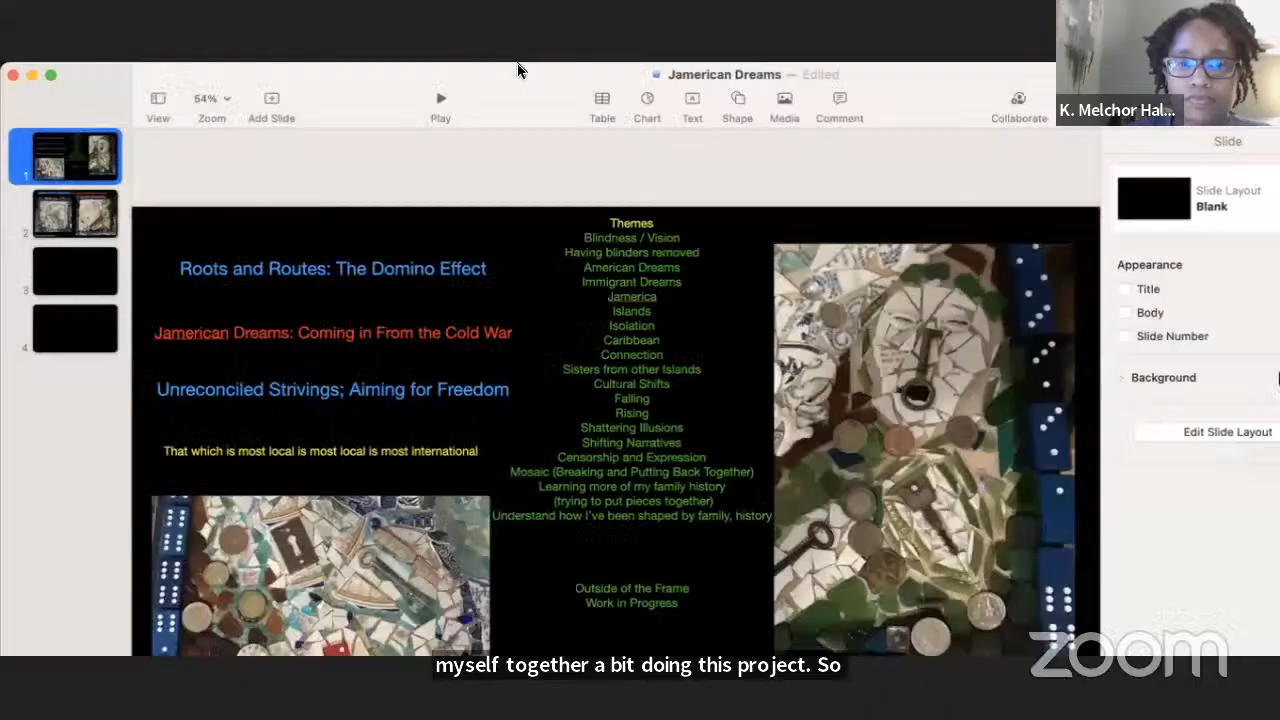 Jamerican Dreams — Edited
View
54%
Zoom
Add Slide
Play
Table
Chart
Text
Shape
Media
Comment
Collaborate
K. Melchor Hal...
Slide
1
2
3
4
Slide Layout
Blank
Appearance
Title
Body
Slide Number
Background
Edit Slide Layout
Roots and Routes: The Domino Effect
Jamerican Dreams: Coming in From the Cold War
Unreconciled Strivings; Aiming for Freedom
That which is most local is most local is most international
Themes
Blindness / Vision
Having blinders removed
American Dreams
Immigrant Dreams
Jamerica
Islands
Isolation
Caribbean
Connection
Sisters from other Islands
Cultural Shifts
Falling
Rising
Shattering Illusions
Shifting Narratives
Censorship and Expression
Mosaic (Breaking and Putting Back Together)
Learning more of my family history
(trying to put pieces together)
Understand how I've been shaped by family, history
Outside of the Frame
Work in Progress
zoom
myself together a bit doing this project. So